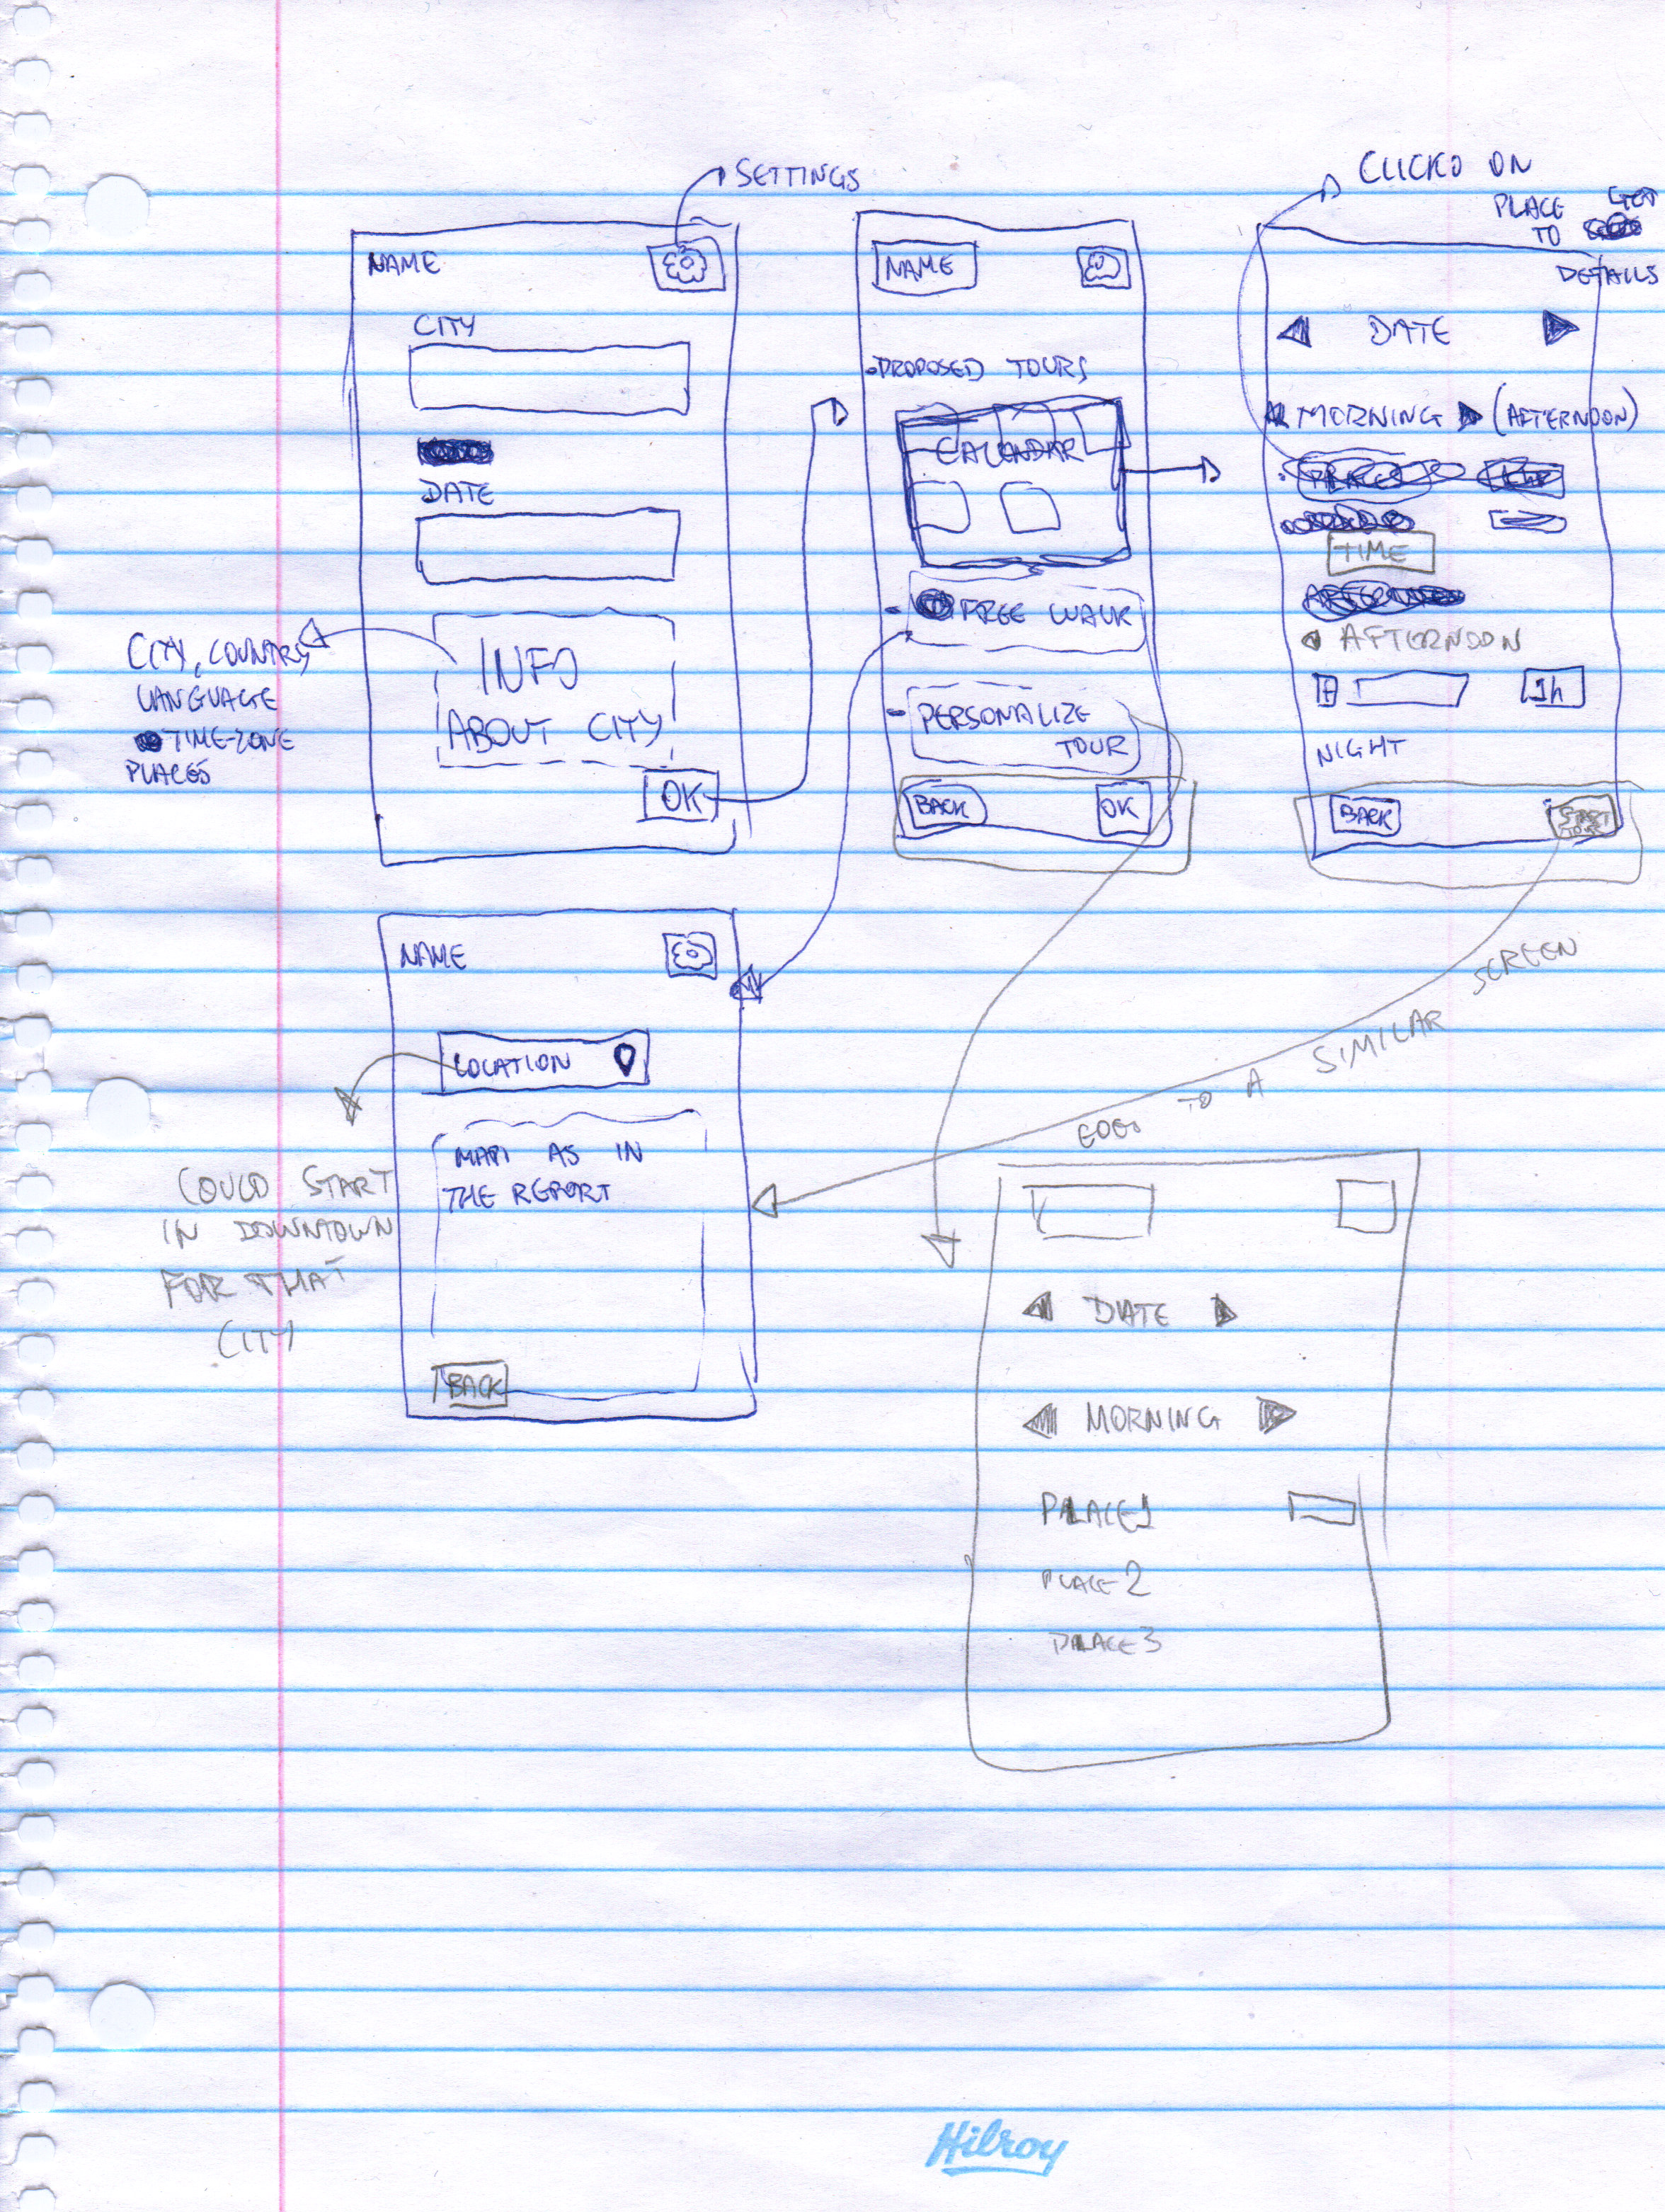 SETTINGS
NAME
CITY
DATE
INFO
ABOUT CITY
OK
CITY, COUNTRY
LANGUAGE
TIME-ZONE
PLACES
NAME
PROPOSED TOURS
CALENDAR
FREE WALK
PERSONALIZE
TOUR
BACK
OK
CLICKD ON
PLACE
TO
GET
DETAILS
DATE
MORNING
(AFTERNOON)
TIME
AFTERNOON
1h
NIGHT
BACK
START
TOUR
NAME
LOCATION
MAP AS IN
THE REPORT
BACK
COULD START
IN DOWNTOWN
FOR THAT
CITY
GOES TO A SIMILAR SCREEN
DATE
MORNING
PLACE1
PLACE 2
PLACE 3
Hilroy